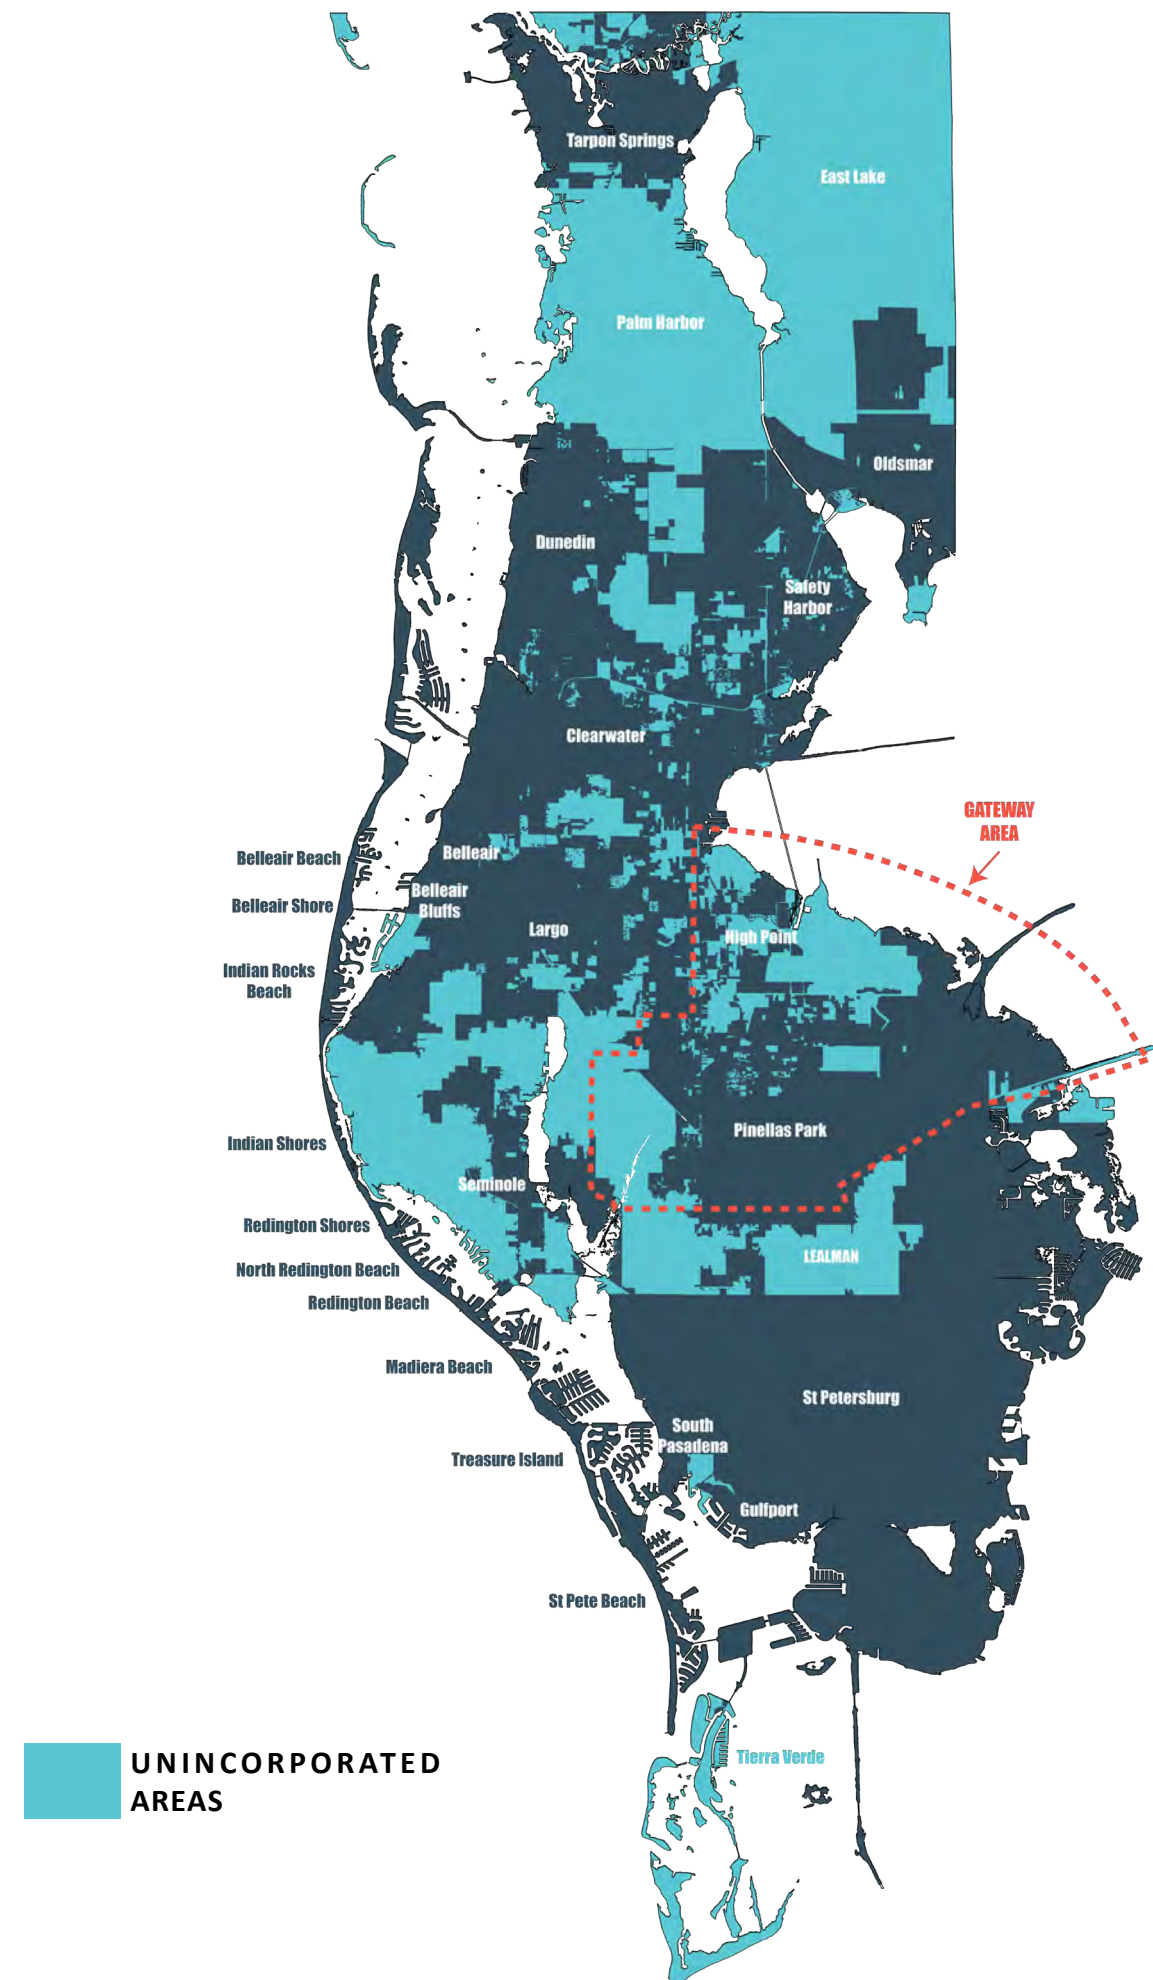 Tarpon Springs
East Lake
Palm Harbor
Oldsmar
Dunedin
Safety
Harbor
Clearwater
GATEWAY
AREA
Belleair Beach
Belleair
Belleair
Bluffs
Belleair Shore
Largo
High Point
Indian Rocks
Beach
Pinellas Park
Indian Shores
Seminole
Redington Shores
LEALMAN
North Redington Beach
Redington Beach
Madiera Beach
St Petersburg
South
Pasadena
Treasure Island
Gulfport
St Pete Beach
Tierra Verde
UNINCORPORATED
AREAS